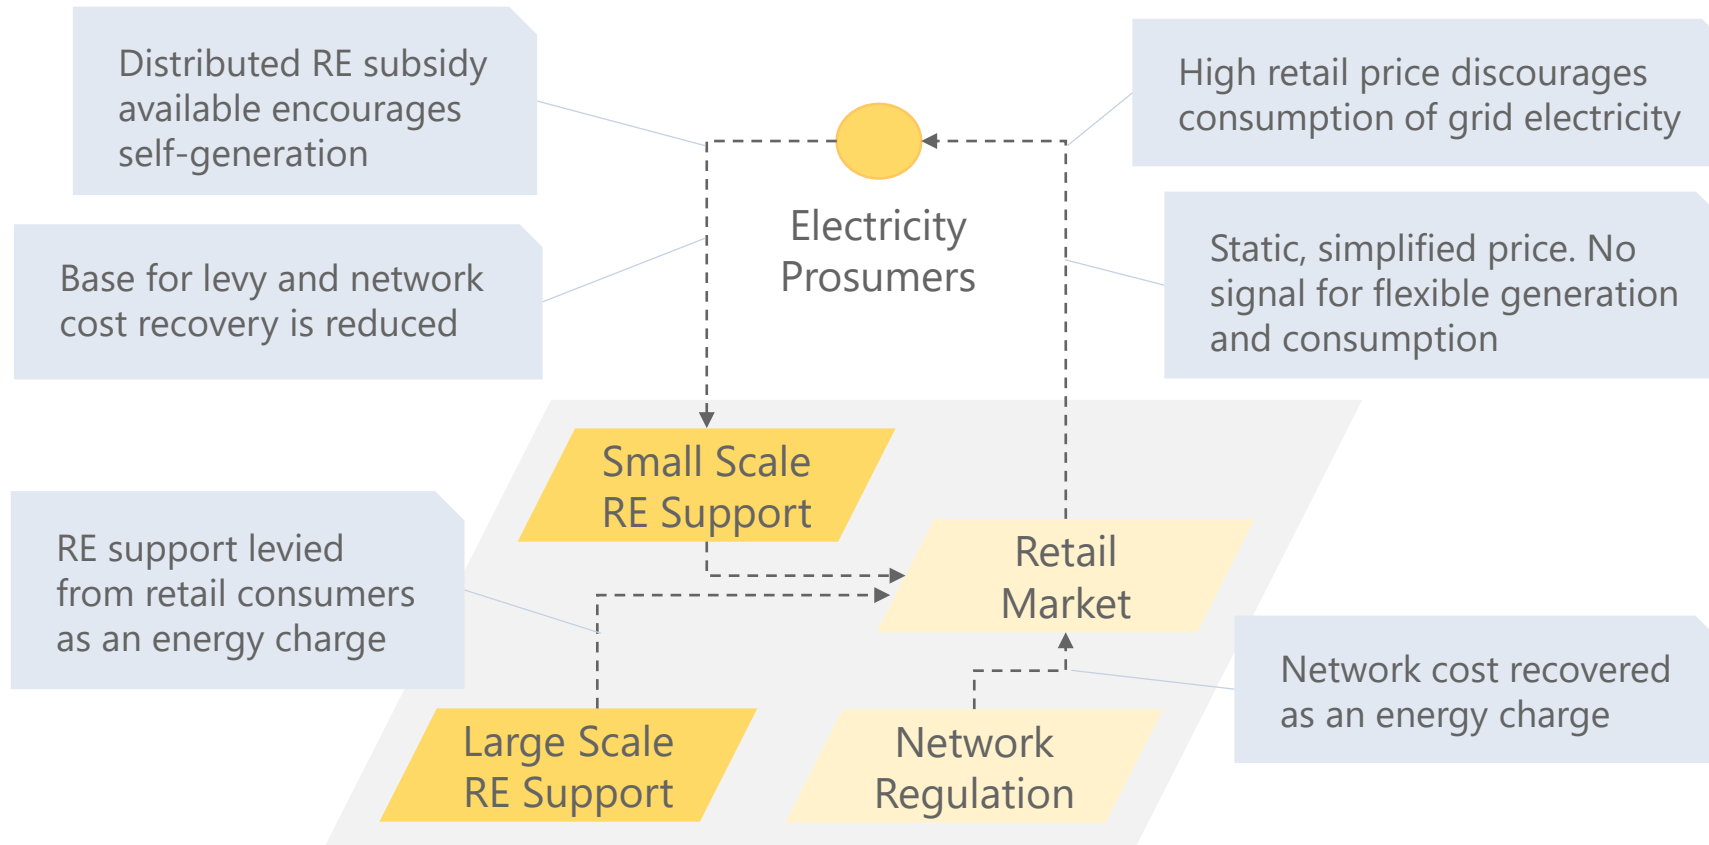 Distributed RE subsidy
available encourages
self-generation
High retail price discourages
consumption of grid electricity
Electricity
Prosumers
Base for levy and network
cost recovery is reduced
Static, simplified price. No
signal for flexible generation
and consumption
Small Scale
RE Support
RE support levied
from retail consumers
as an energy charge
Retail
Market
Network cost recovered
as an energy charge
Large Scale
RE Support
Network
Regulation